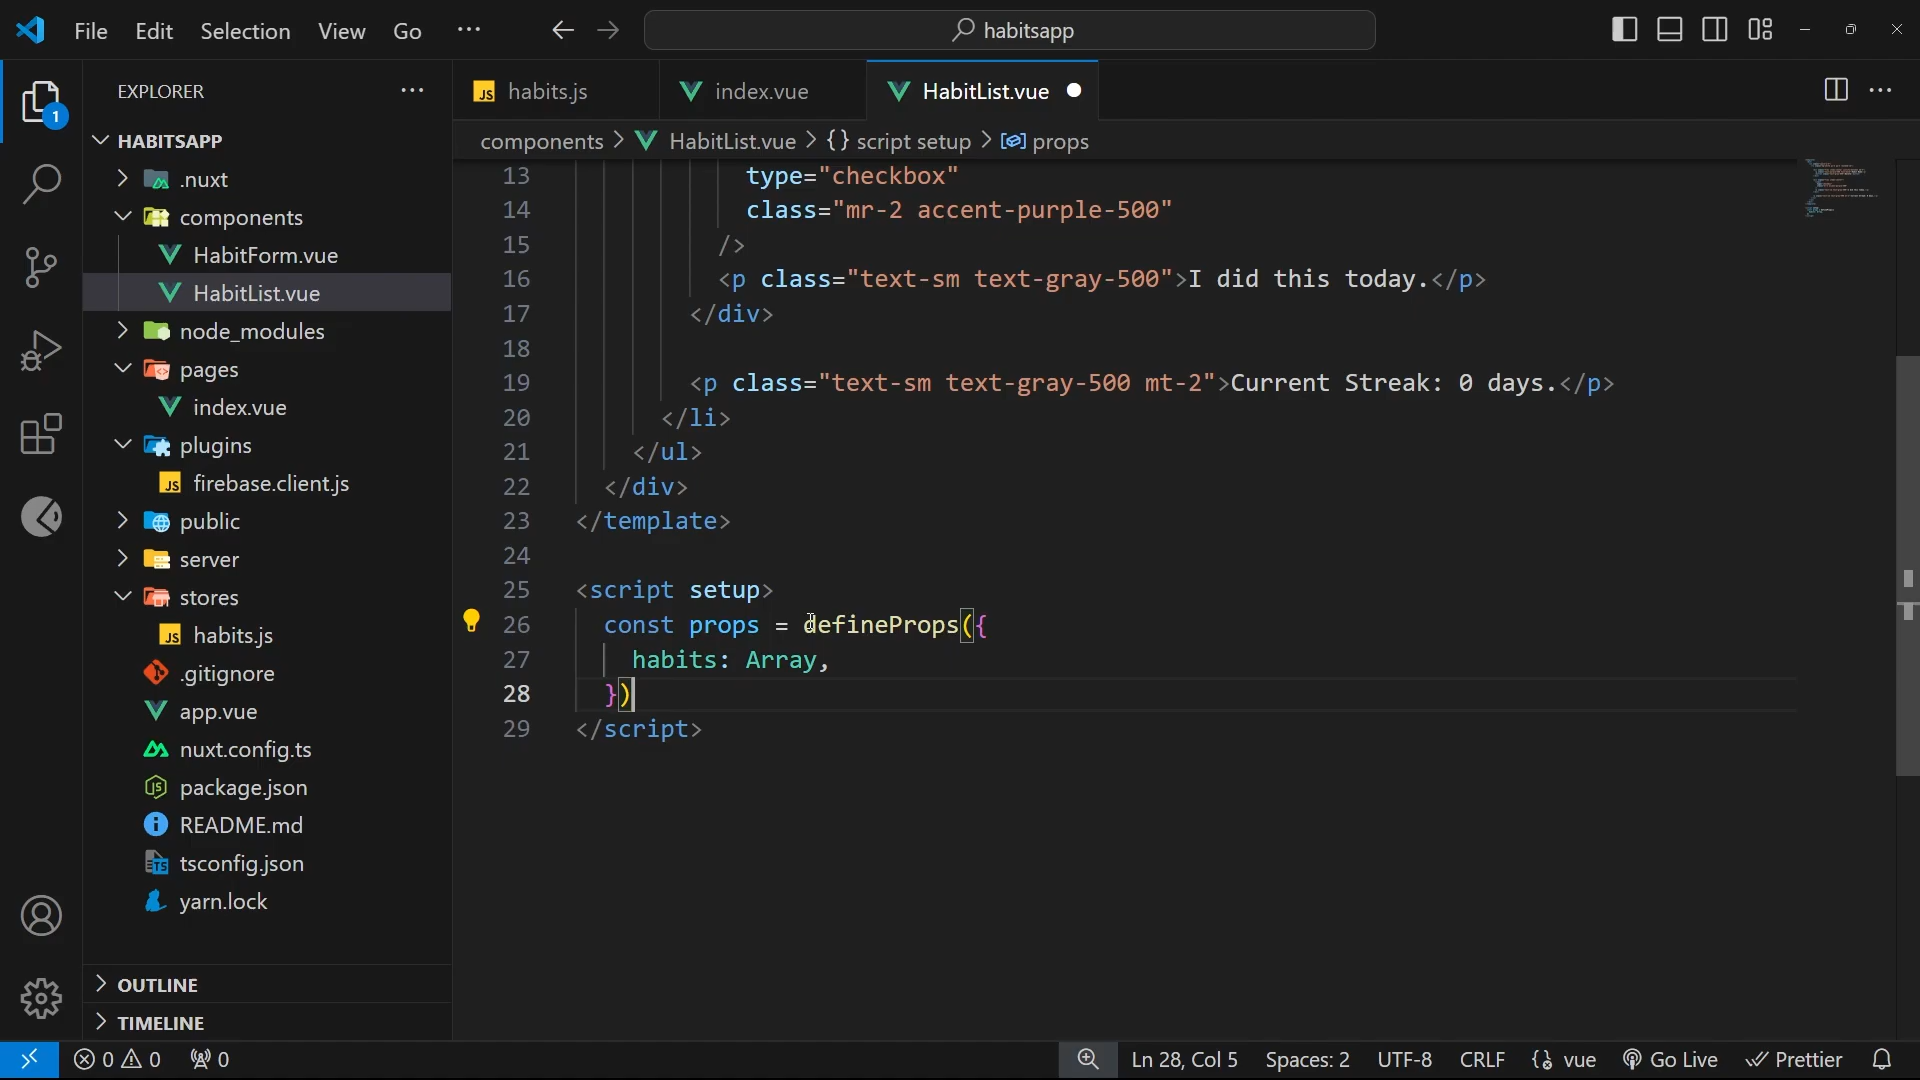 File Edit Selection View Go ··· habitsapp
EXPLORER ···
HABITSAPP
.nuxt
components
HabitForm.vue
HabitList.vue
node_modules
pages
index.vue
plugins
JS firebase.client.js
public
server
stores
JS habits.js
.gitignore
app.vue
nuxt.config.ts
package.json
README.md
tsconfig.json
yarn.lock
OUTLINE
TIMELINE
1
JS habits.js index.vue HabitList.vue
components > HabitList.vue > {} script setup > props
13 type="checkbox"
14 class="mr-2 accent-purple-500"
15 />
16 <p class="text-sm text-gray-500">I did this today.</p>
17 </div>
18
19 <p class="text-sm text-gray-500 mt-2">Current Streak: 0 days.</p>
20 </li>
21 </ul>
22 </div>
23 </template>
24
25 <script setup>
26 const props = defineProps({
27 habits: Array,
28 })
29 </script>
0 0 0 Ln 28, Col 5 Spaces: 2 UTF-8 CRLF vue Go Live Prettier